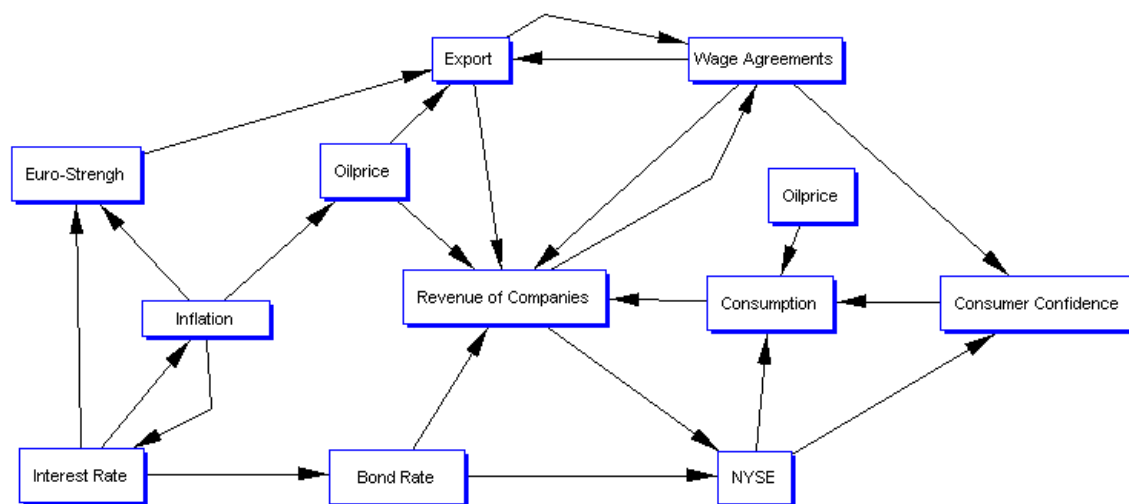 Export
Wage Agreements
Euro-Strengh
Oilprice
Oilprice
Revenue of Companies
Consumption
Consumer Confidence
Inflation
Interest Rate
Bond Rate
NYSE